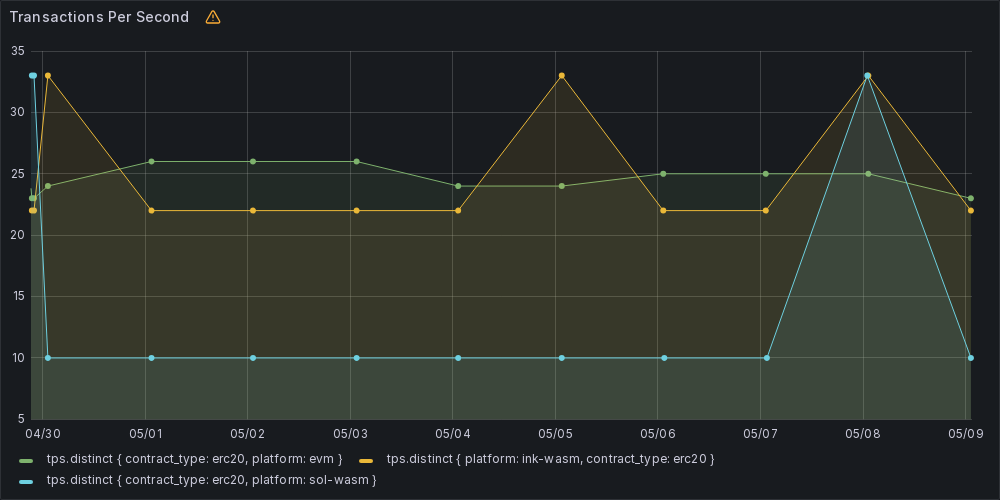 Transactions Per Second
35
30
25
20
15
10
5
04/30 05/01 05/02 05/03 05/04 05/05 05/06 05/07 05/08 05/09
tps.distinct { contract_type: erc20, platform: evm } tps.distinct { platform: ink-wasm, contract_type: erc20 }
tps.distinct { contract_type: erc20, platform: sol-wasm }